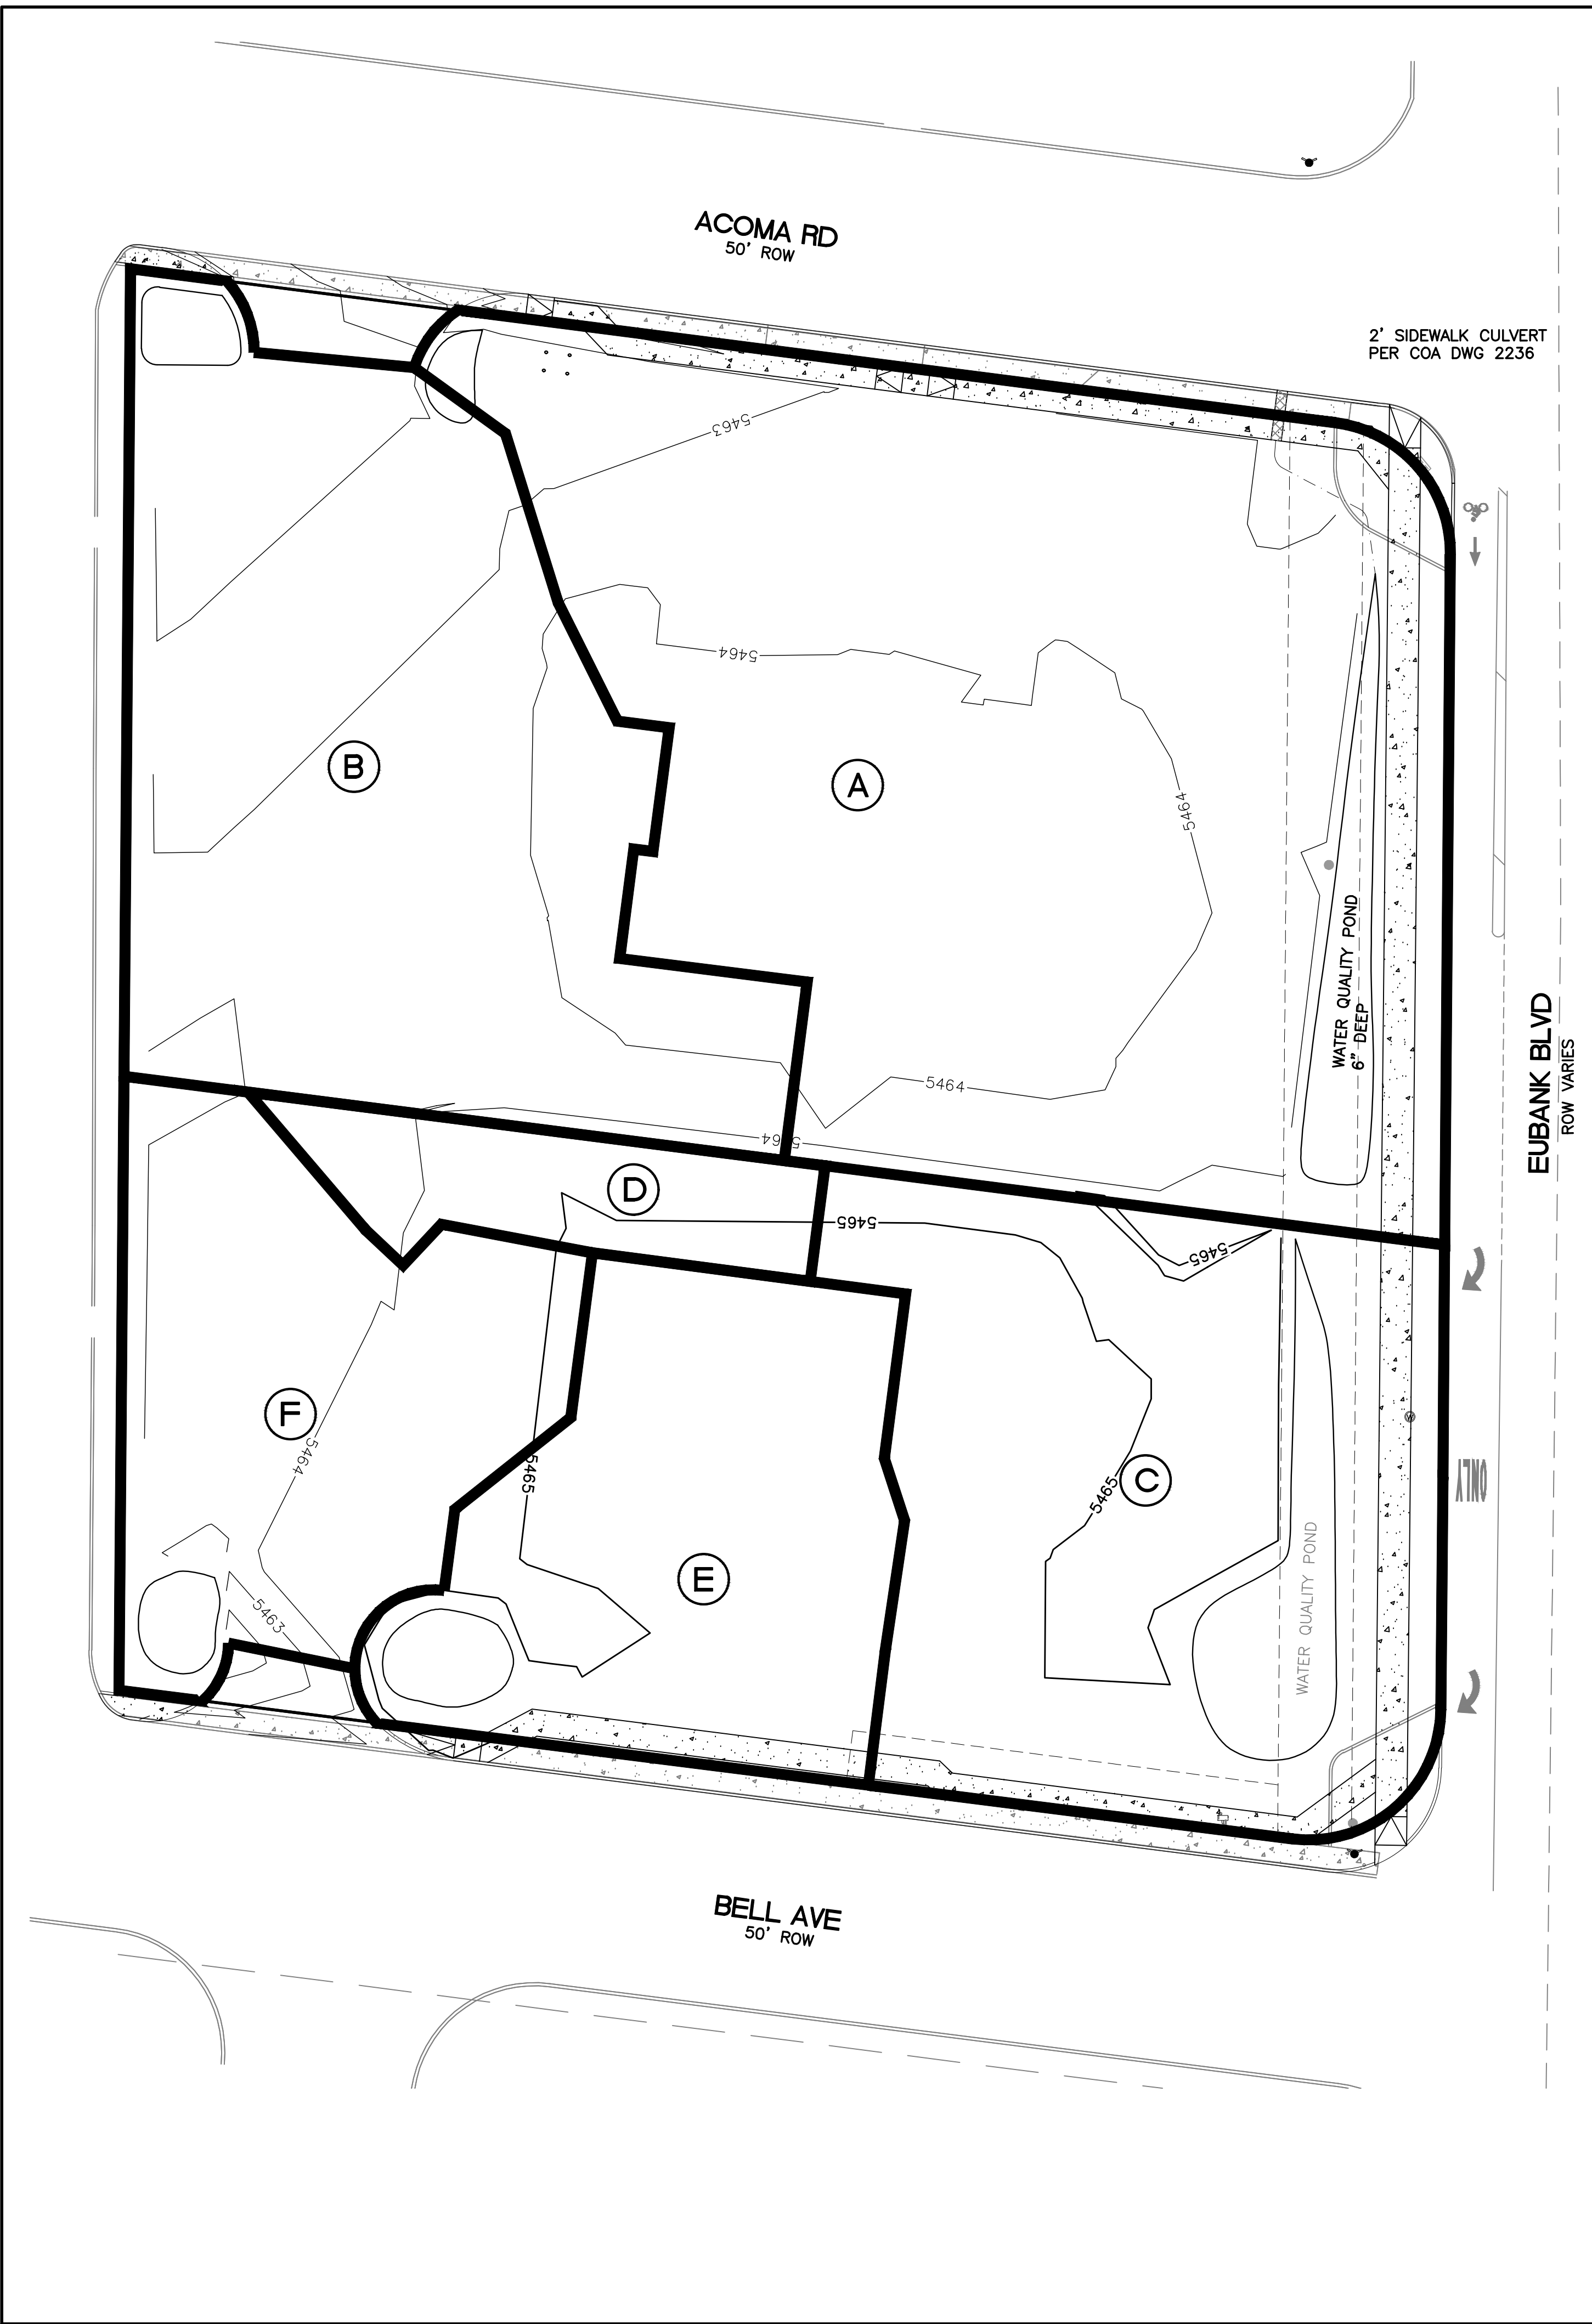 ACOMA RD
50' ROW
2' SIDEWALK CULVERT
PER COA DWG 2236
5463
5464
B
A
5464
WATER QUALITY POND
6" DEEP
EUBANK BLVD
ROW VARIES
5464
5464
D
5465
5465
F
5464
5465
5465
C
W
ONLY
E
5463
WATER QUALITY POND
BELL AVE
50' ROW